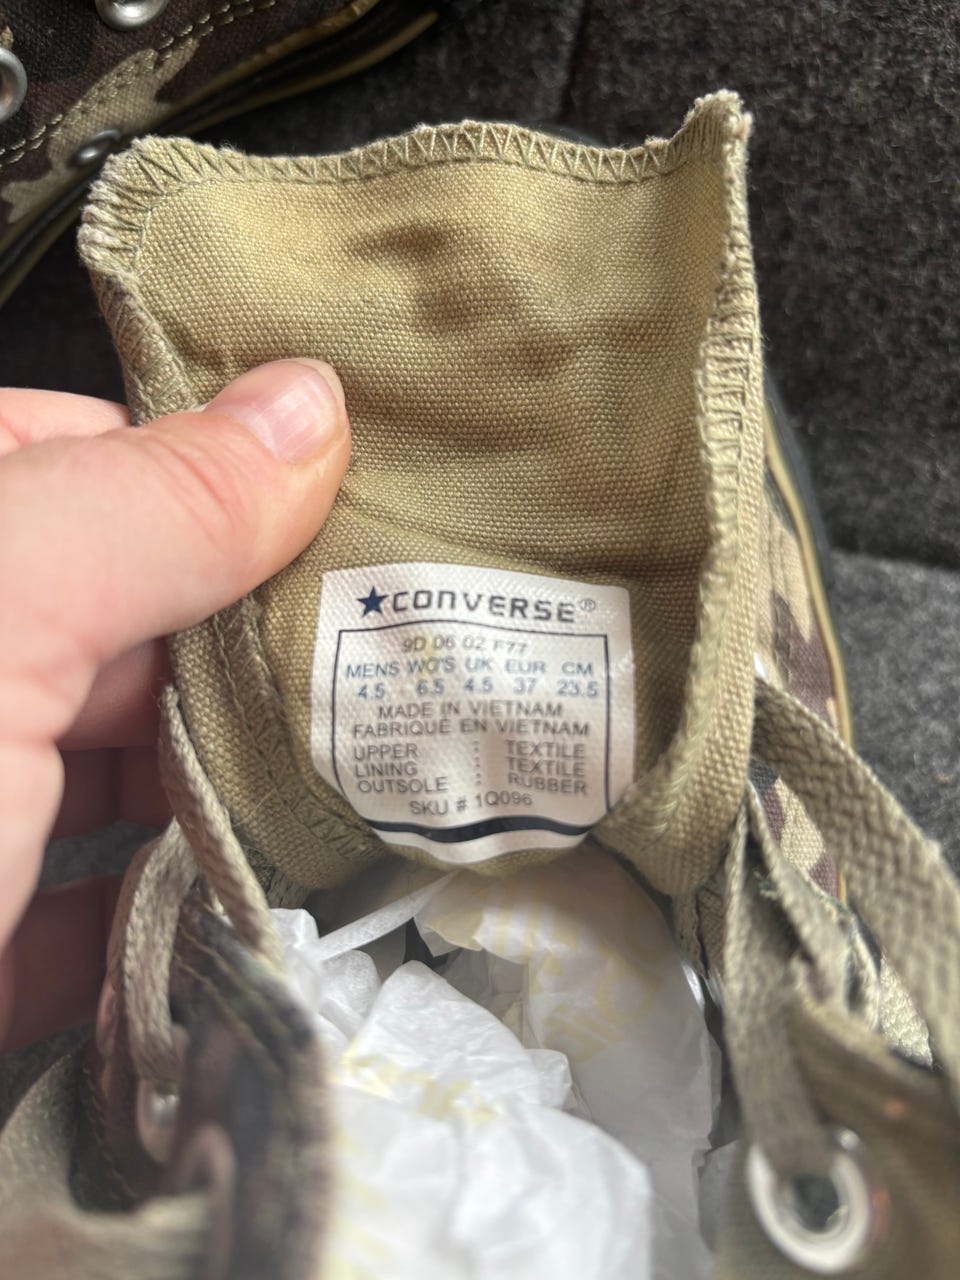 CONVERSE®
9D 06 02 F77
MENS WO'S UK EUR CM
4.5 6.5 4.5 37 23.5
MADE IN VIETNAM
FABRIQUE EN VIETNAM
UPPER : TEXTILE
LINING : TEXTILE
OUTSOLE : RUBBER
SKU # 1Q096